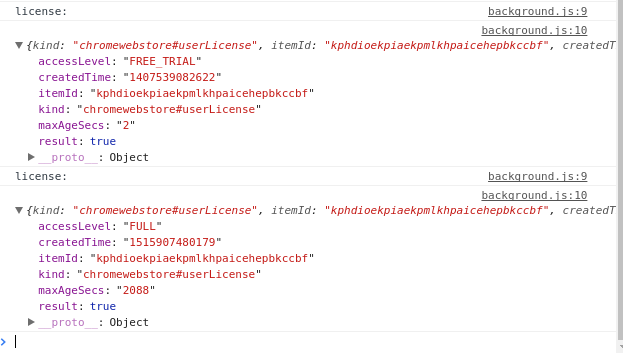 license: background.js:9
background.js:10
{kind: "chromewebstore#userLicense", itemId: "kphdioekpiaekpmlkhpaicehepbkccbf", createdT
accessLevel: "FREE_TRIAL"
createdTime: "1407539082622"
itemId: "kphdioekpiaekpmlkhpaicehepbkccbf"
kind: "chromewebstore#userLicense"
maxAgeSecs: "2"
result: true
__proto__: Object
license: background.js:9
background.js:10
{kind: "chromewebstore#userLicense", itemId: "kphdioekpiaekpmlkhpaicehepbkccbf", createdT
accessLevel: "FULL"
createdTime: "1515907480179"
itemId: "kphdioekpiaekpmlkhpaicehepbkccbf"
kind: "chromewebstore#userLicense"
maxAgeSecs: "2088"
result: true
__proto__: Object